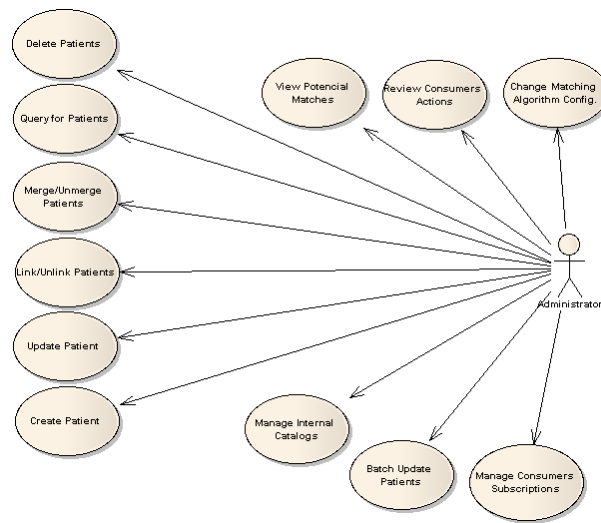 Delete Patients
View Potencial
Matches
Review Consumers
Actions
Change Matching
Algorithm Config.
Query for Patients
Merge/Unmerge
Patients
Link/Unlink Patients
Administrator
Update Patient
Create Patient
Manage Internal
Catalogs
Batch Update
Patients
Manage Consumers
Subscriptions